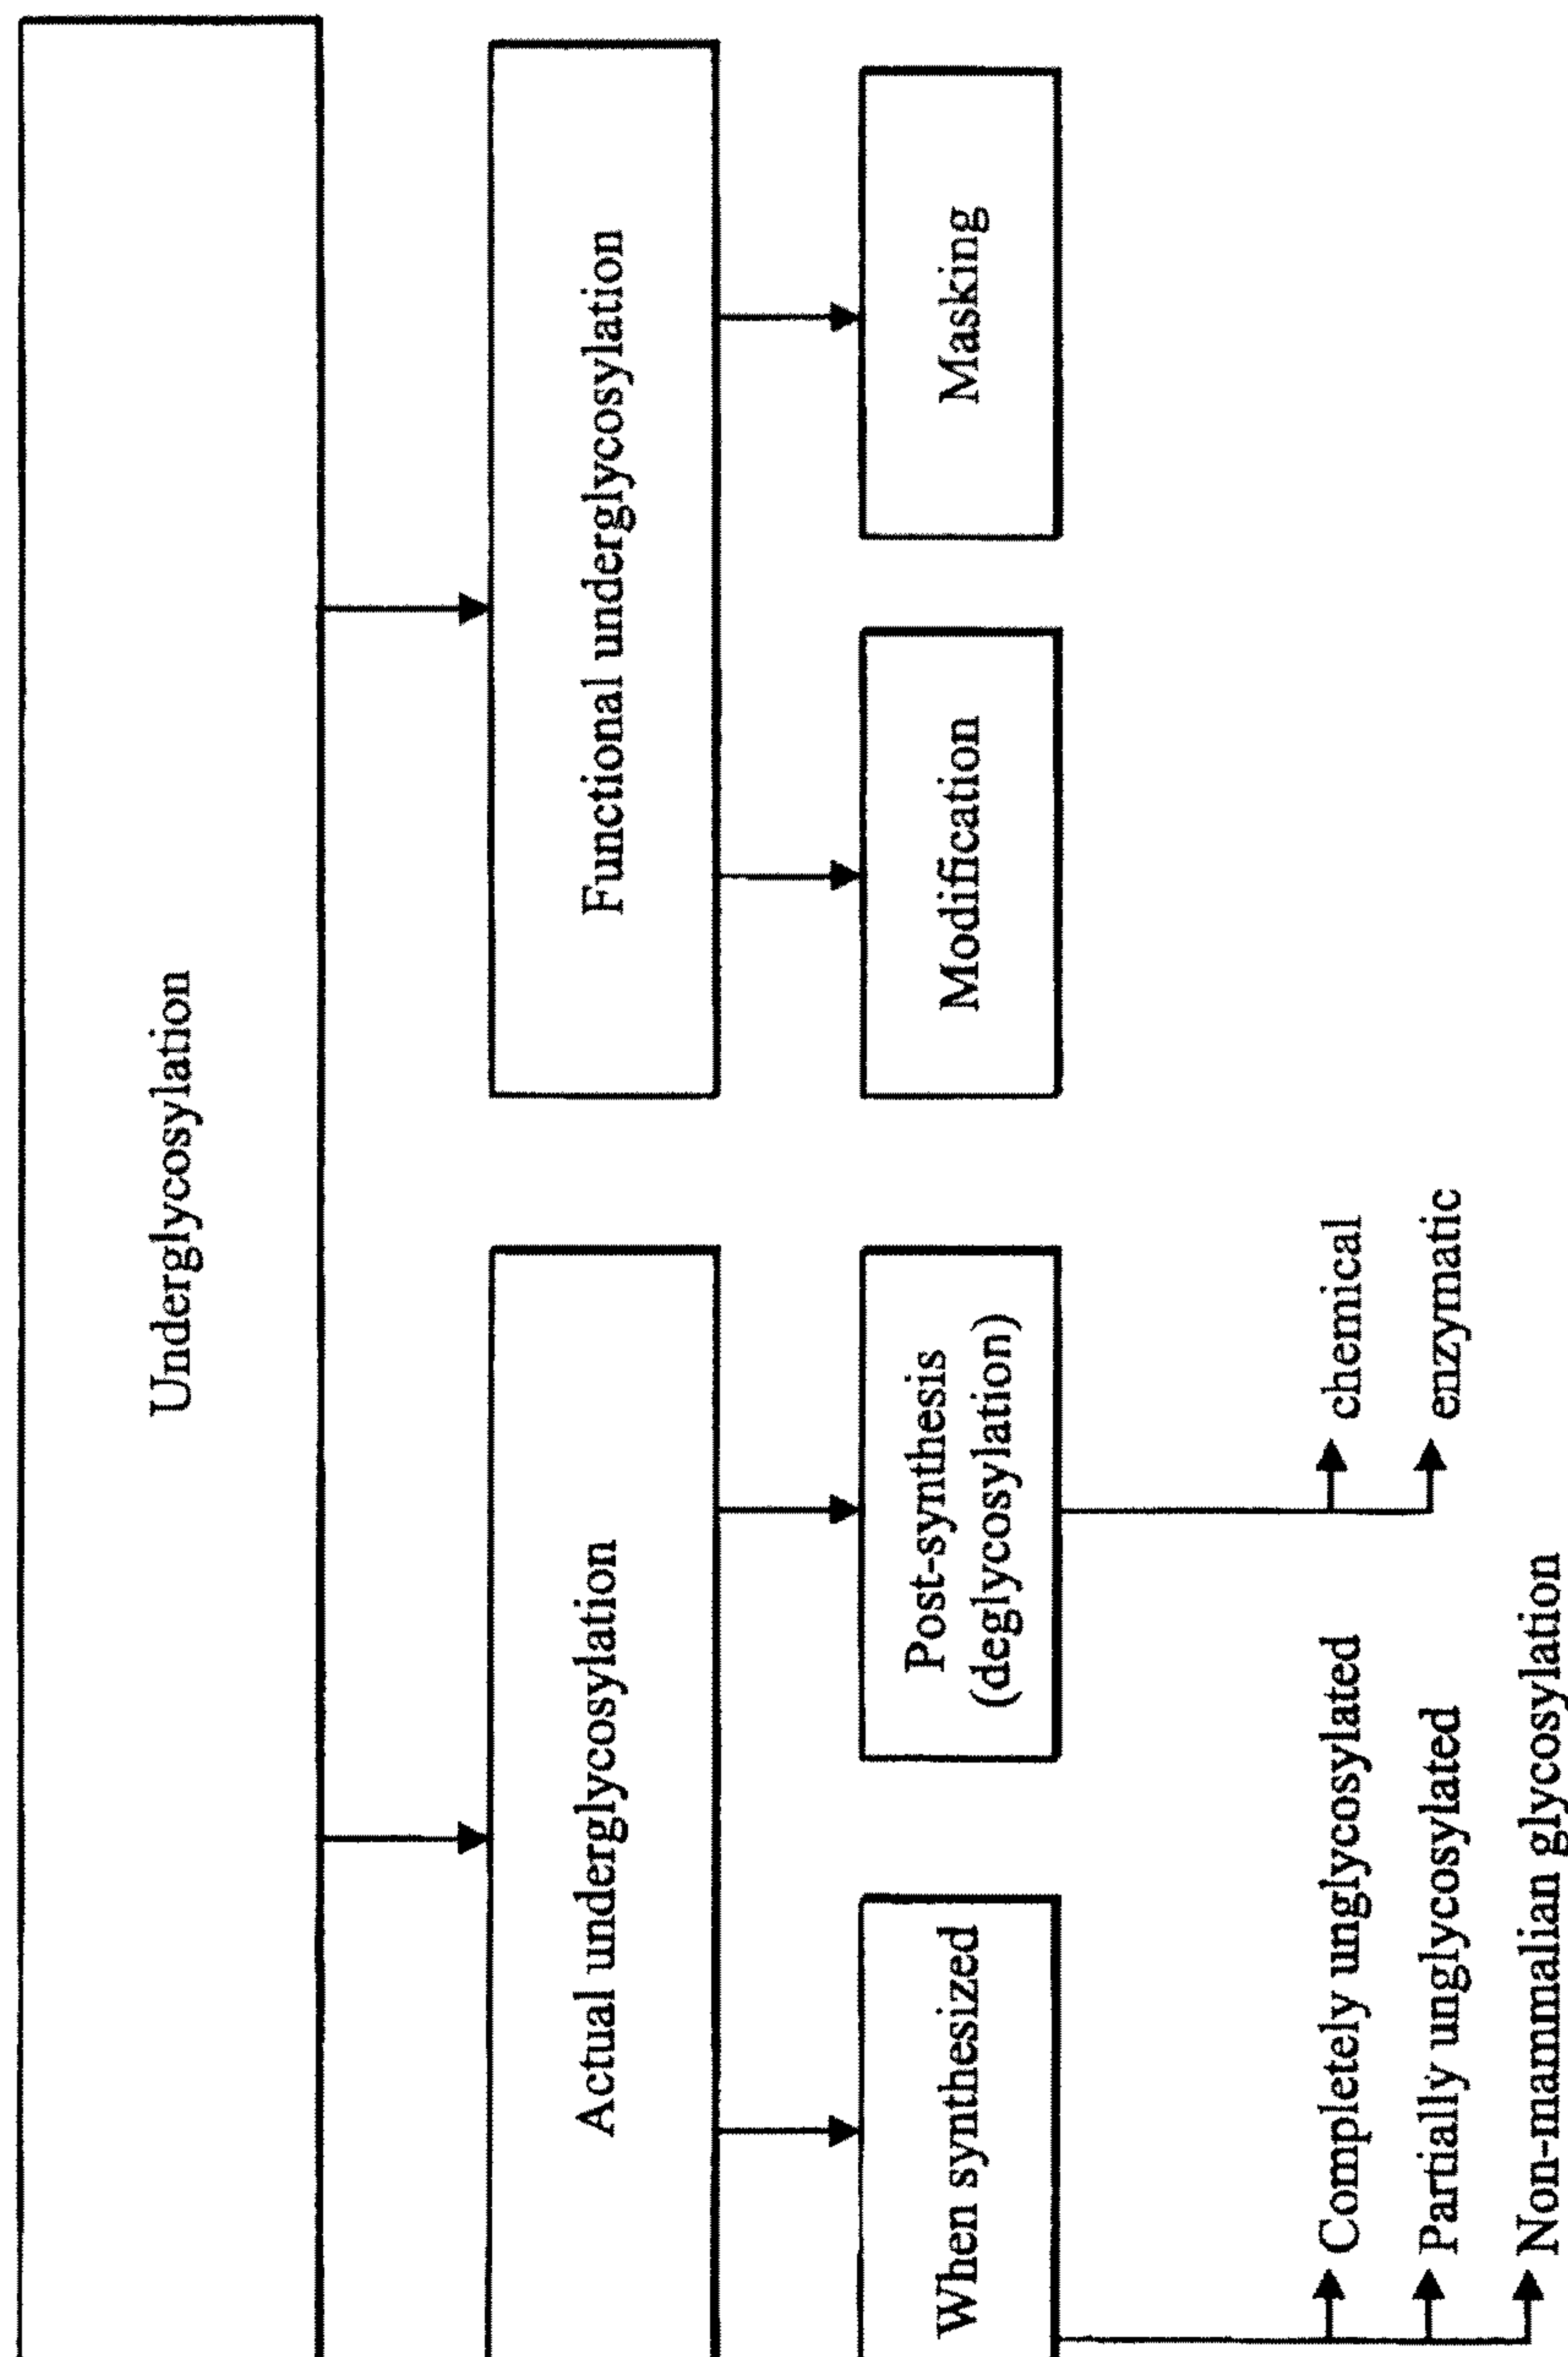 Underglycosylation
Actual underglycosylation
Functional underglycosylation
When synthesized
Post-synthesis
(deglycosylation)
Modification
Masking
Completely unglycosylated
Partially unglycosylated
Non-mammalian glycosylation
chemical
enzymatic